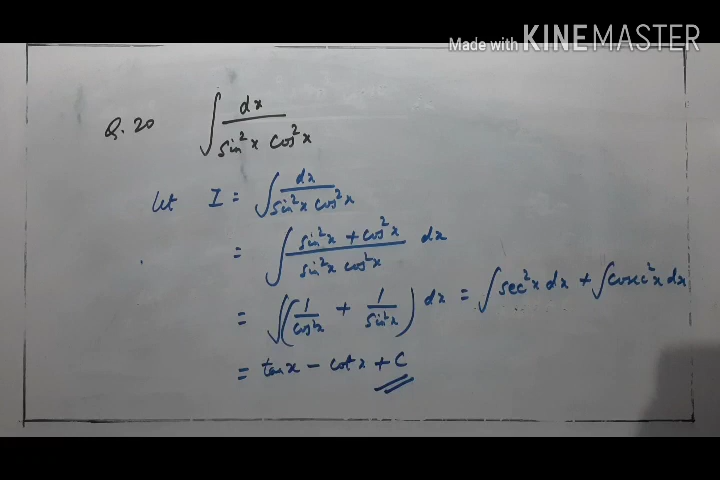 Made with KINEMASTER
Q. 20 ∫ dx / sin²x cos²x
Let I = ∫ dx / sin²x cos²x
= ∫ sin²x + cos²x / sin²x cos²x dx
= ∫ ( 1 / cos²x + 1 / sin²x ) dx = ∫ sec²x dx + ∫ cosec²x dx
= tan x - cot x + C